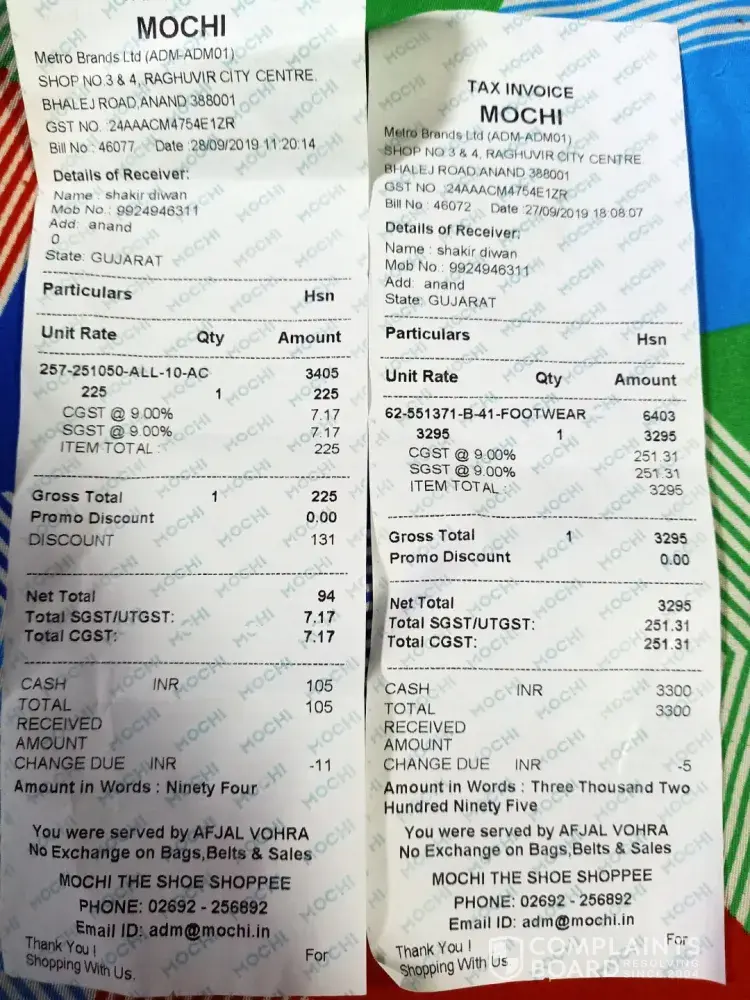 MOCHI
Metro Brands Ltd (ADM-ADM01)
SHOP NO.3 & 4, RAGHUVIR CITY CENTRE.
BHALEJ ROAD,ANAND 388001
GST NO. :24AAACM4754E1ZR
Bill No : 46077 Date :28/09/2019 11:20:14
Details of Receiver:
Name : shakir diwan
Mob No.: 9924946311
Add: anand
0
State: GUJARAT
Particulars Hsn
Unit Rate Qty Amount
257-251050-ALL-10-AC 3405
225 1 225
CGST @ 9.00% 7.17
SGST @ 9.00% 7.17
ITEM TOTAL : 225
Gross Total 1 225
Promo Discount 0.00
DISCOUNT 131
Net Total 94
Total SGST/UTGST: 7.17
Total CGST: 7.17
CASH INR 105
TOTAL 105
RECEIVED
AMOUNT
CHANGE DUE INR -11
Amount in Words : Ninety Four
You were served by AFJAL VOHRA
No Exchange on Bags,Belts & Sales
MOCHI THE SHOE SHOPPEE
PHONE: 02692 - 256892
Email ID: adm@mochi.in
Thank You !
Shopping With Us.
For
TAX INVOICE
MOCHI
Metro Brands Ltd (ADM-ADM01)
SHOP NO.3 & 4, RAGHUVIR CITY CENTRE
BHALEJ ROAD,ANAND 388001
GST NO. :24AAACM4754E1ZR
Bill No : 46072 Date :27/09/2019 18:08:07
Details of Receiver:
Name : shakir diwan
Mob No.: 9924946311
Add: anand
State: GUJARAT
Particulars Hsn
Unit Rate Qty Amount
62-551371-B-41-FOOTWEAR 6403
3295 1 3295
CGST @ 9.00% 251.31
SGST @ 9.00% 251.31
ITEM TOTAL : 3295
Gross Total 1 3295
Promo Discount 0.00
Net Total 3295
Total SGST/UTGST: 251.31
Total CGST: 251.31
CASH INR 3300
TOTAL 3300
RECEIVED
AMOUNT
CHANGE DUE INR -5
Amount in Words : Three Thousand Two
Hundred Ninety Five
You were served by AFJAL VOHRA
No Exchange on Bags,Belts & Sales
MOCHI THE SHOE SHOPPEE
PHONE: 02692 - 256892
Email ID: adm@mochi.in
Thank You !
Shopping With Us
For
COMPLAINTS
BOARD RESOLVING
SINCE 2004